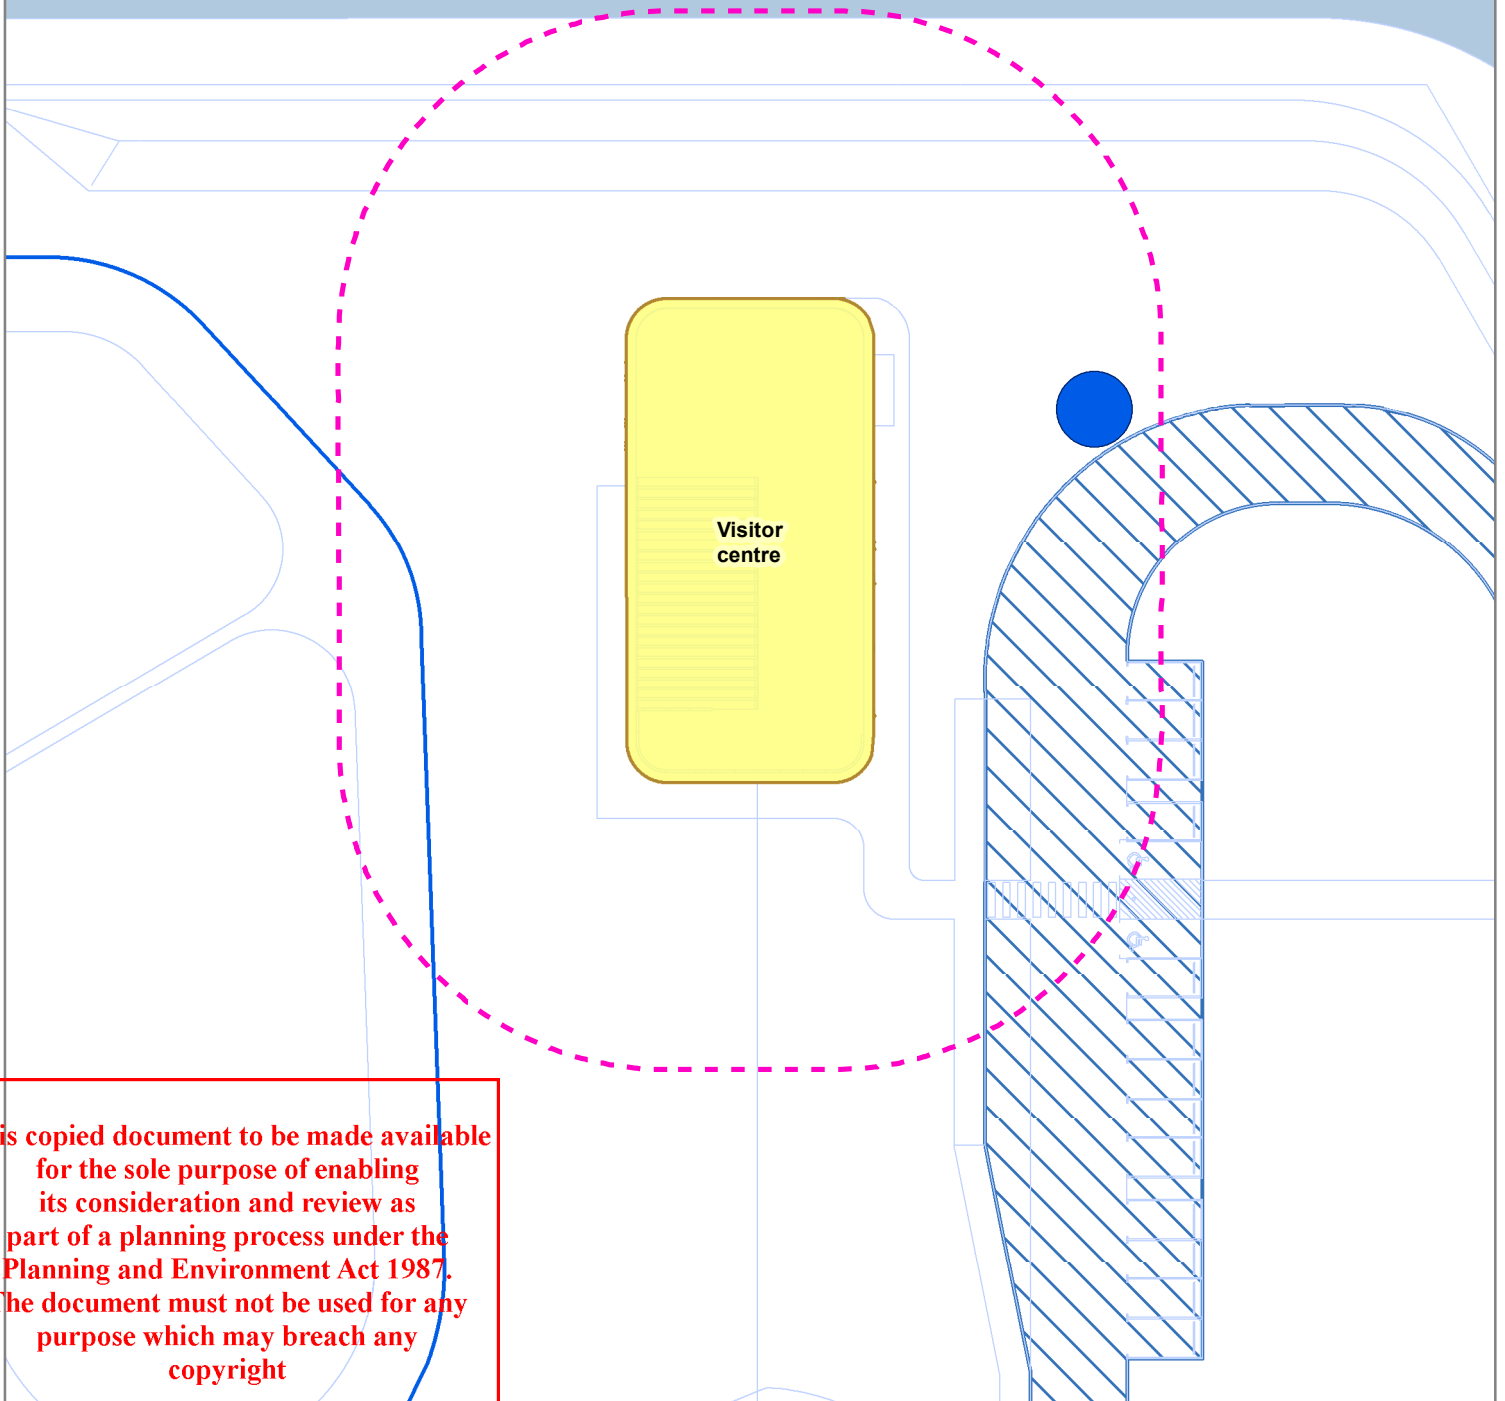 Visitor
centre
is copied document to be made available
for the sole purpose of enabling
its consideration and review as
part of a planning process under the
Planning and Environment Act 1987.
he document must not be used for any
purpose which may breach any
copyright